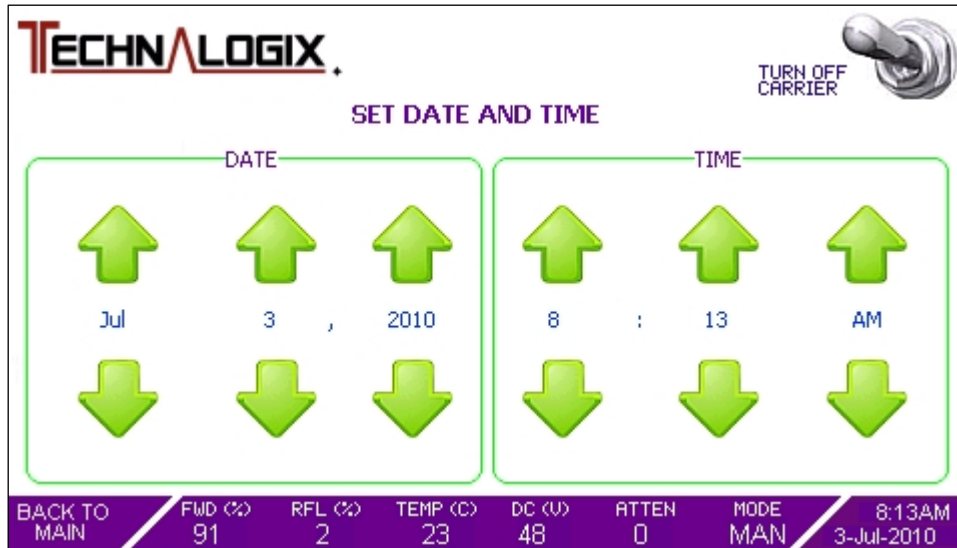 TECHNALOGIX
TURN OFF
CARRIER
SET DATE AND TIME
DATE
TIME
Jul 3 , 2010 8 : 13 AM
BACK TO
MAIN
FWD (%) RFL (%) TEMP (C) DC (V) ATTEN MODE
91 2 23 48 0 MAN
8:13AM
3-Jul-2010